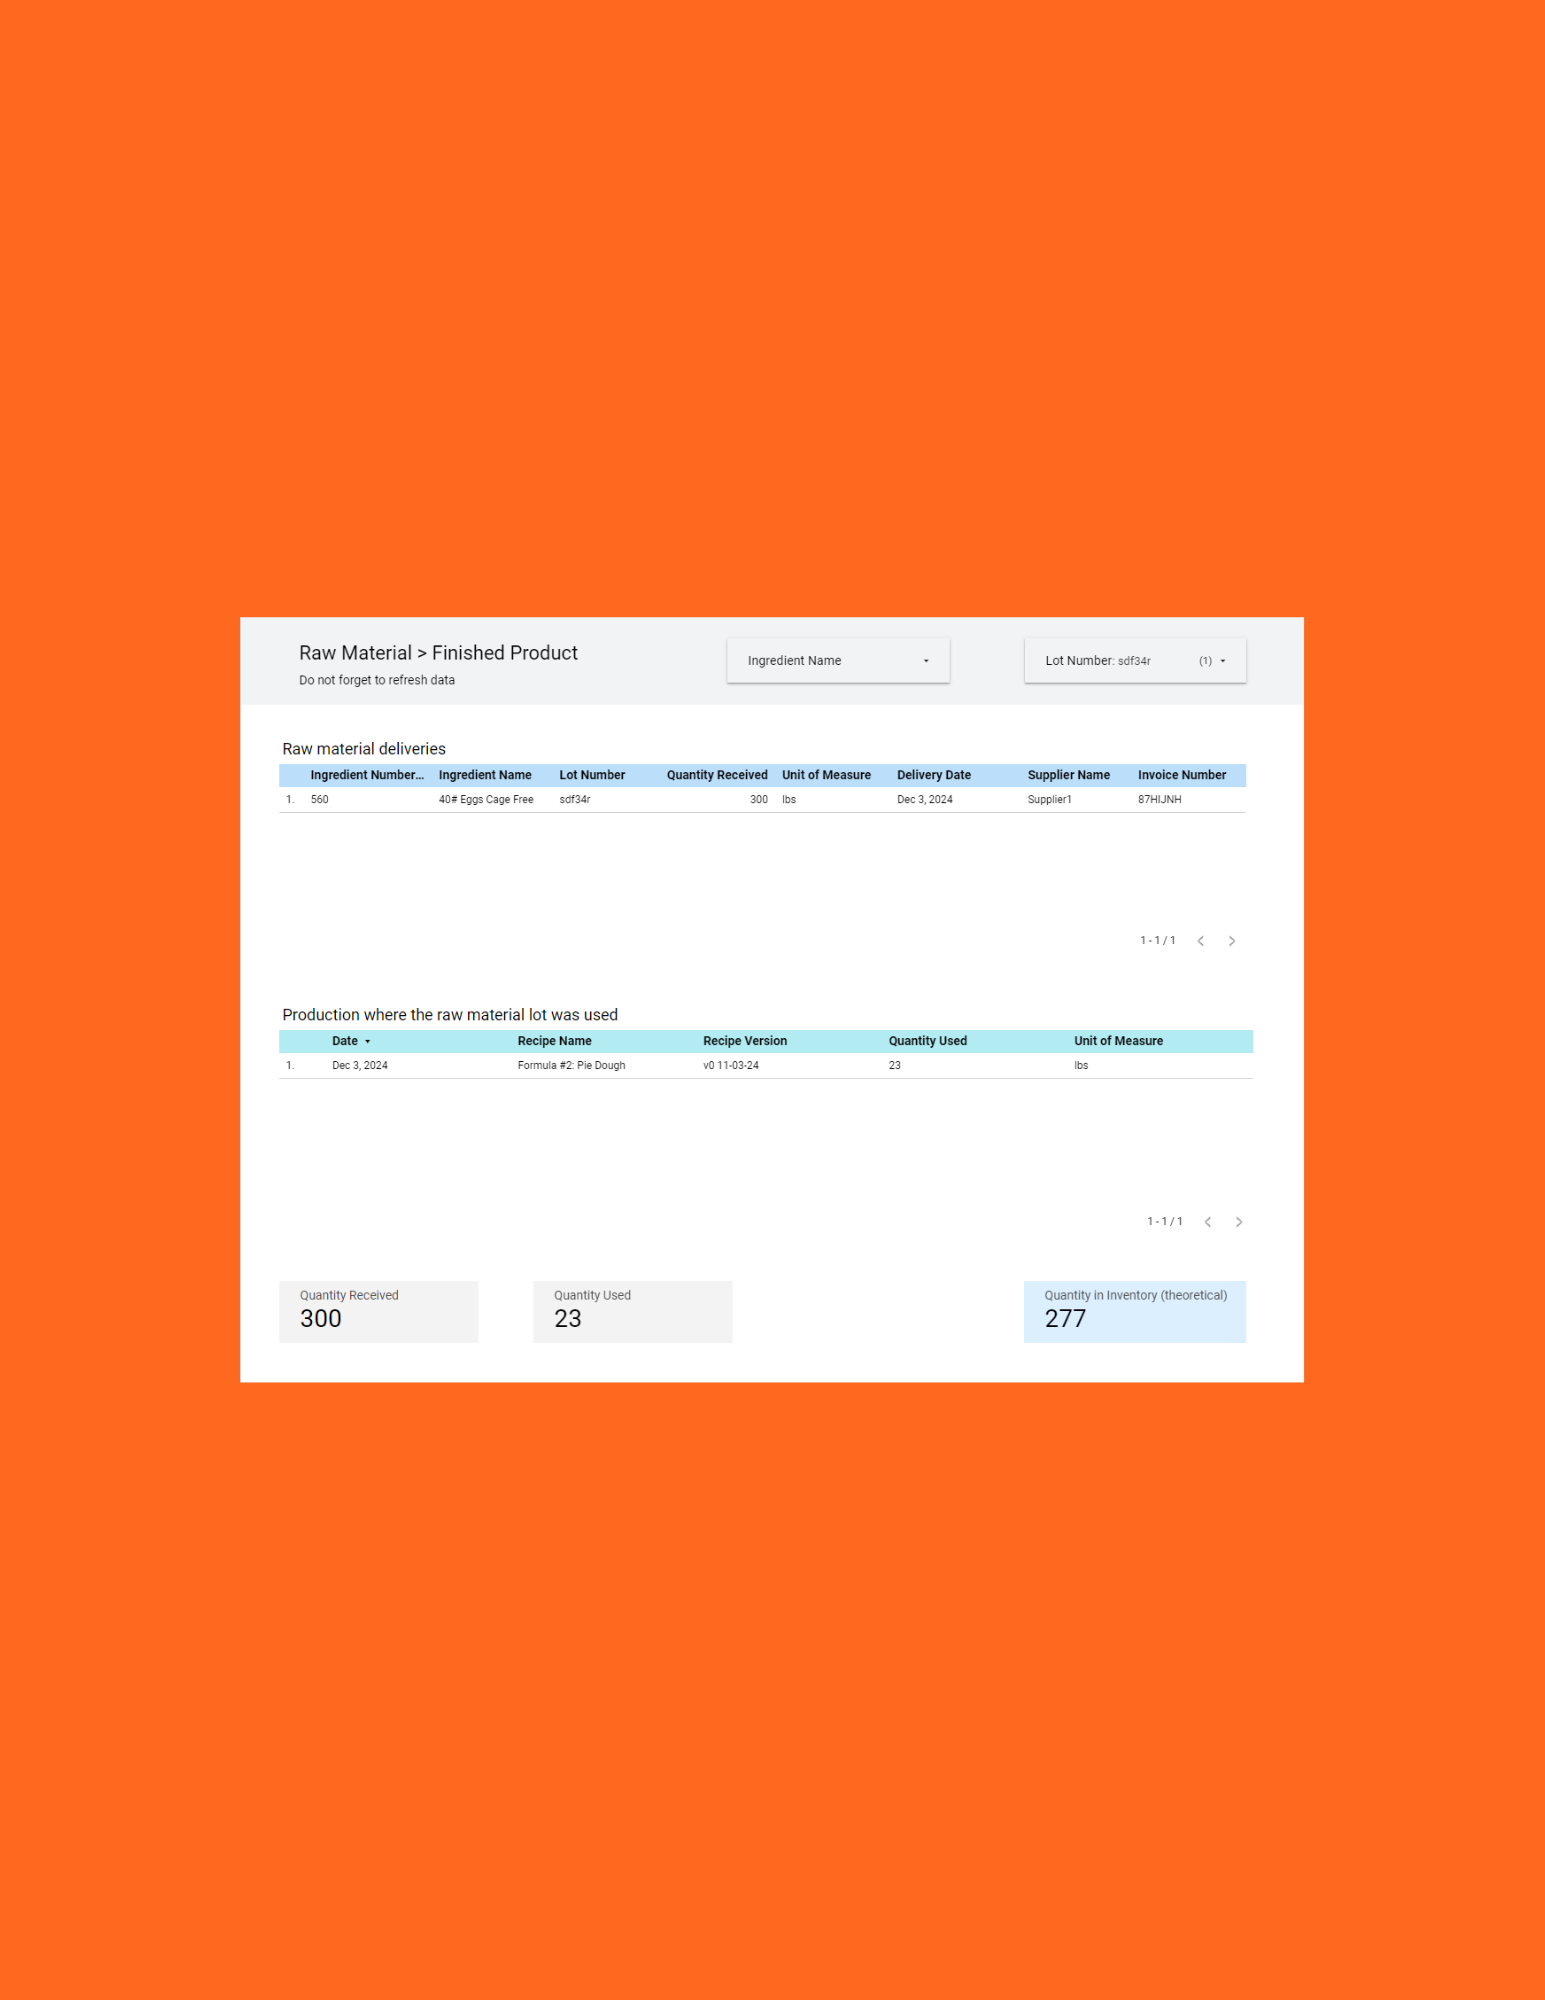 Raw Material > Finished Product
Do not forget to refresh data
Ingredient Name
Lot Number: sdf34r (1)
Raw material deliveries
Ingredient Number... Ingredient Name Lot Number Quantity Received Unit of Measure Delivery Date Supplier Name Invoice Number
1. 560 40# Eggs Cage Free sdf34r 300 lbs Dec 3, 2024 Supplier1 87HIJNH
1 - 1 / 1
Production where the raw material lot was used
Date Recipe Name Recipe Version Quantity Used Unit of Measure
1. Dec 3, 2024 Formula #2: Pie Dough v0 11-03-24 23 lbs
1 - 1 / 1
Quantity Received
300
Quantity Used
23
Quantity in Inventory (theoretical)
277